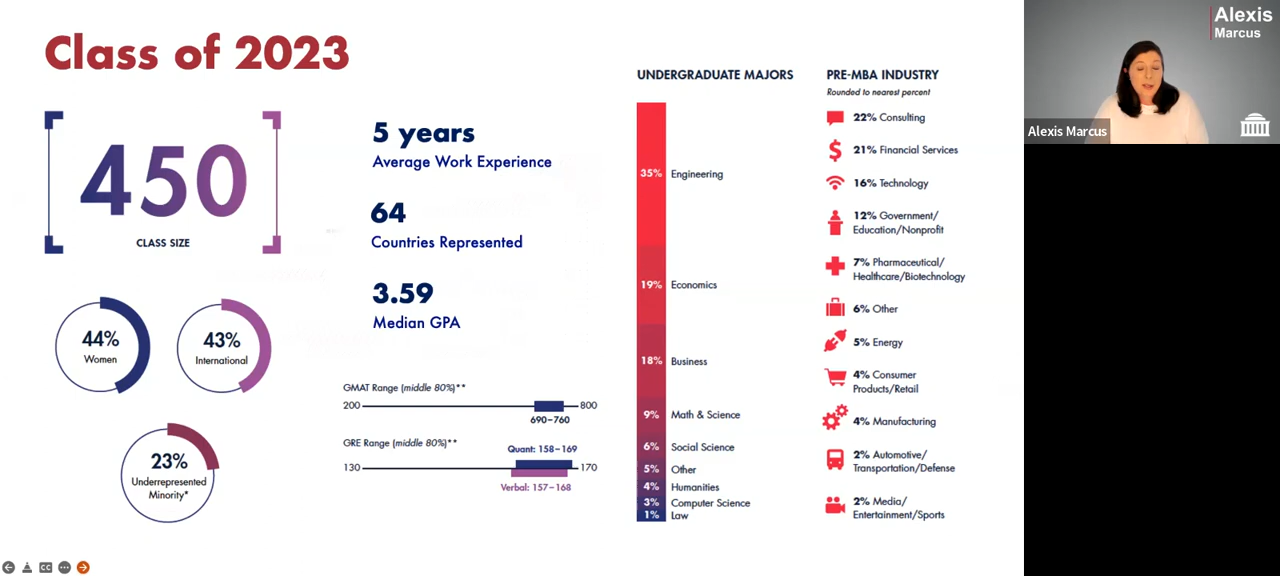 Class of 2023
450
CLASS SIZE
44%
Women
43%
International
23%
Underrepresented
Minority*
5 years
Average Work Experience
64
Countries Represented
3.59
Median GPA
GMAT Range (middle 80%)**
200
800
690–760
GRE Range (middle 80%)**
Quant: 158–169
130
170
Verbal: 157–168
UNDERGRADUATE MAJORS
35% Engineering
19% Economics
18% Business
9% Math & Science
6% Social Science
5% Other
4% Humanities
3% Computer Science
1% Law
PRE-MBA INDUSTRY
Rounded to nearest percent
22% Consulting
21% Financial Services
16% Technology
12% Government/
Education/Nonprofit
7% Pharmaceutical/
Healthcare/Biotechnology
6% Other
5% Energy
4% Consumer
Products/Retail
4% Manufacturing
2% Automotive/
Transportation/Defense
2% Media/
Entertainment/Sports
CC
Alexis
Marcus
Alexis Marcus